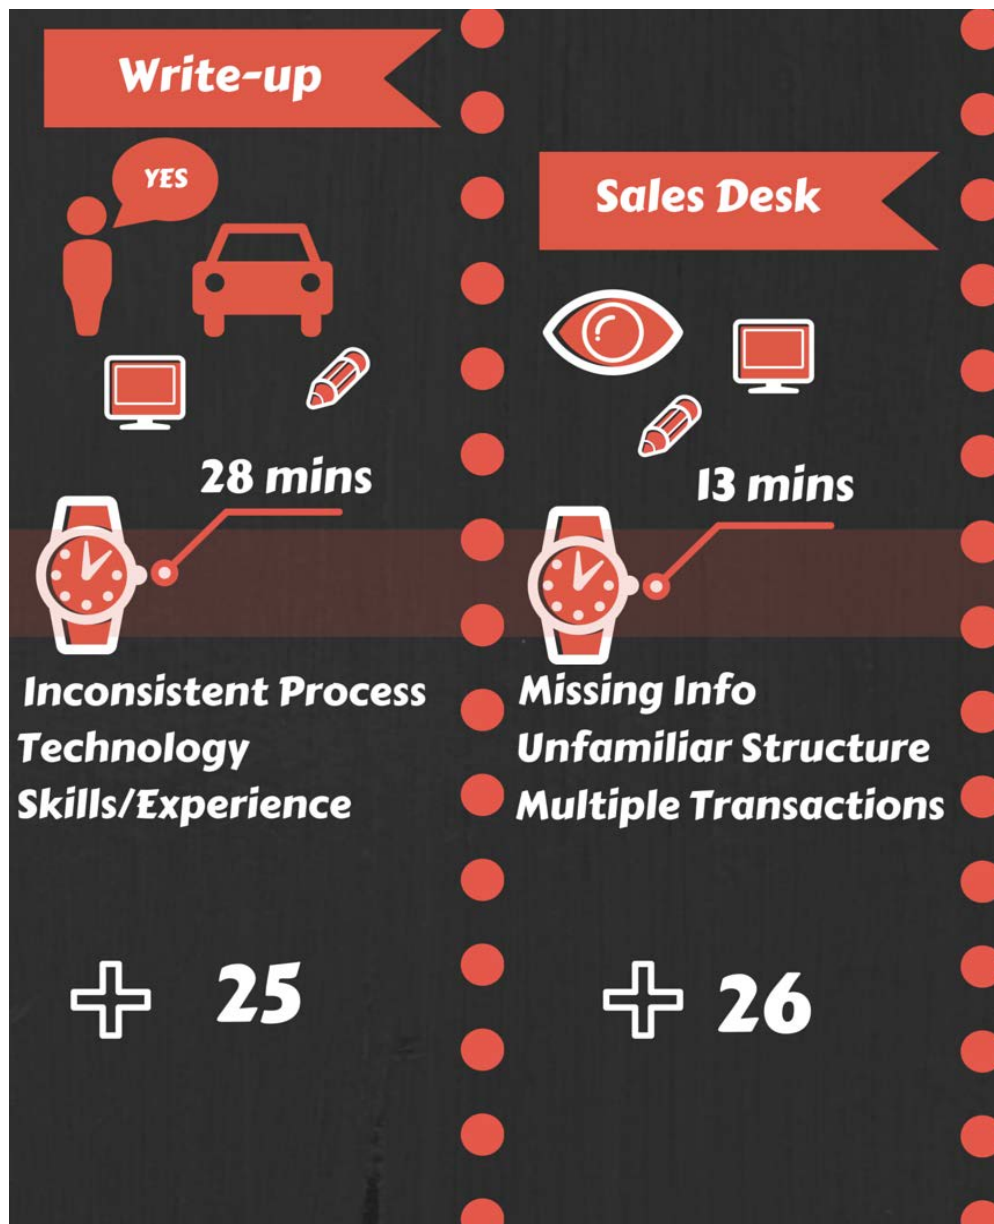 Write-up
YES
28 mins
Inconsistent Process
Technology
Skills/Experience
+ 25
Sales Desk
13 mins
Missing Info
Unfamiliar Structure
Multiple Transactions
+ 26